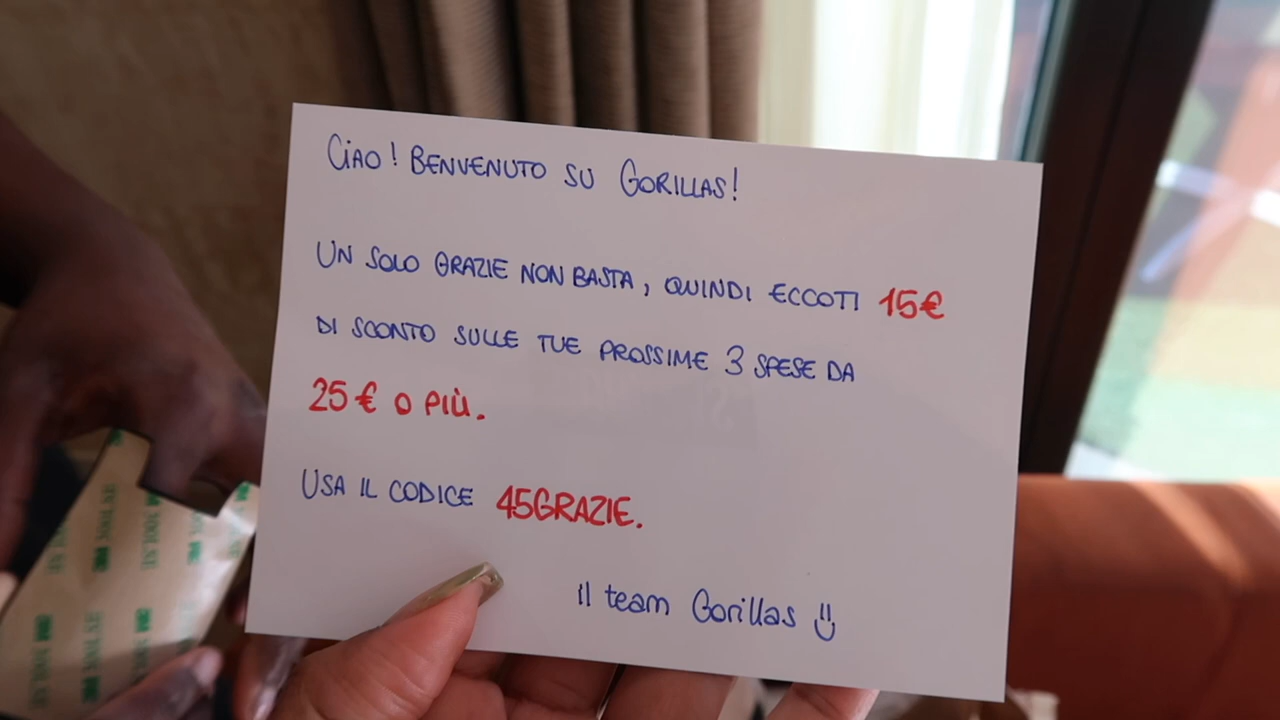 Ciao! Benvenuto su Gorillas!
Un solo grazie non basta, quindi eccoti 15€
di sconto sulle tue prossime 3 spese da
25€ o più.
Usa il codice 45GRAZIE.
Il team Gorillas